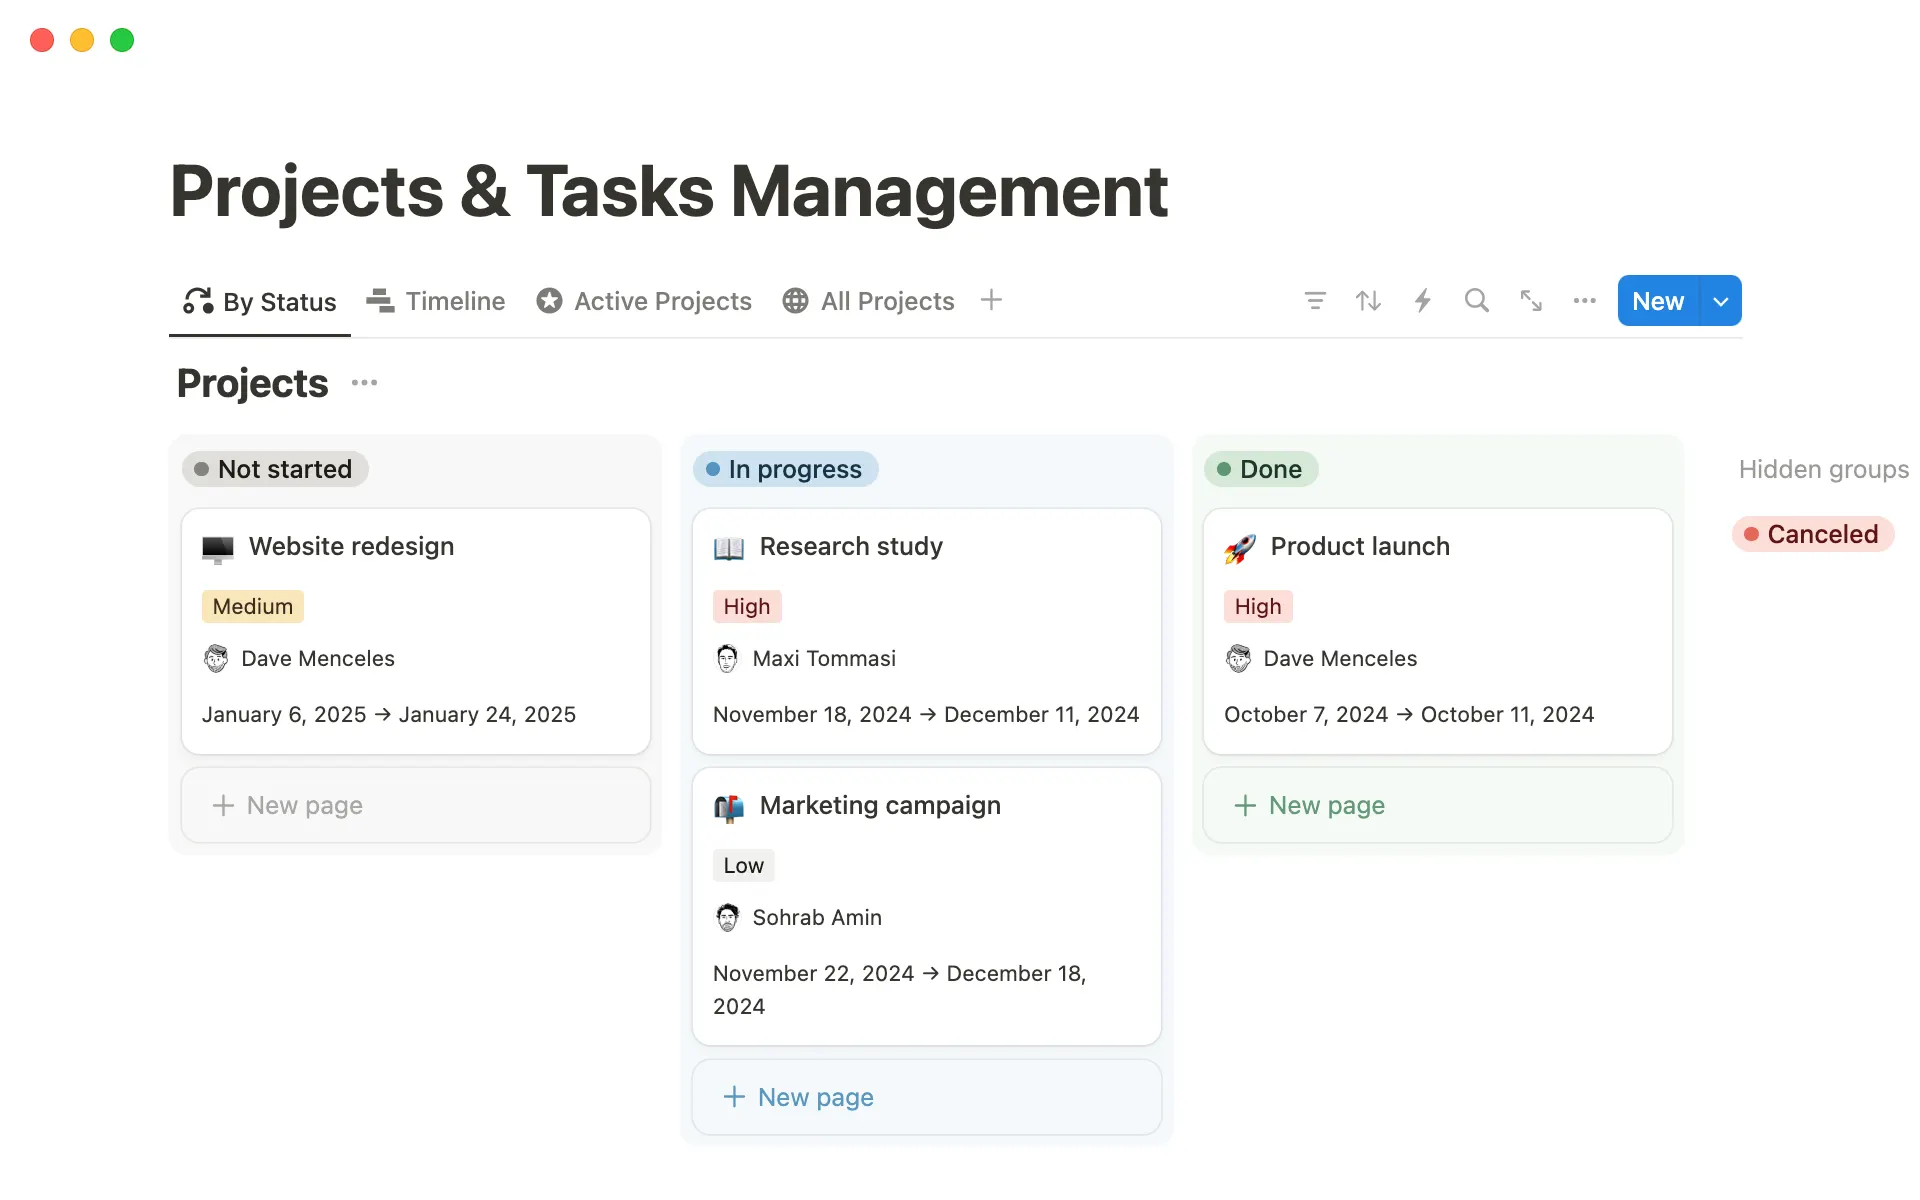 Projects & Tasks Management
By Status Timeline Active Projects All Projects New
Projects
Not started
Website redesign
Medium
Dave Menceles
January 6, 2025 → January 24, 2025
New page
In progress
Research study
High
Maxi Tommasi
November 18, 2024 → December 11, 2024
Marketing campaign
Low
Sohrab Amin
November 22, 2024 → December 18,
2024
New page
Done
Product launch
High
Dave Menceles
October 7, 2024 → October 11, 2024
New page
Hidden groups
Canceled